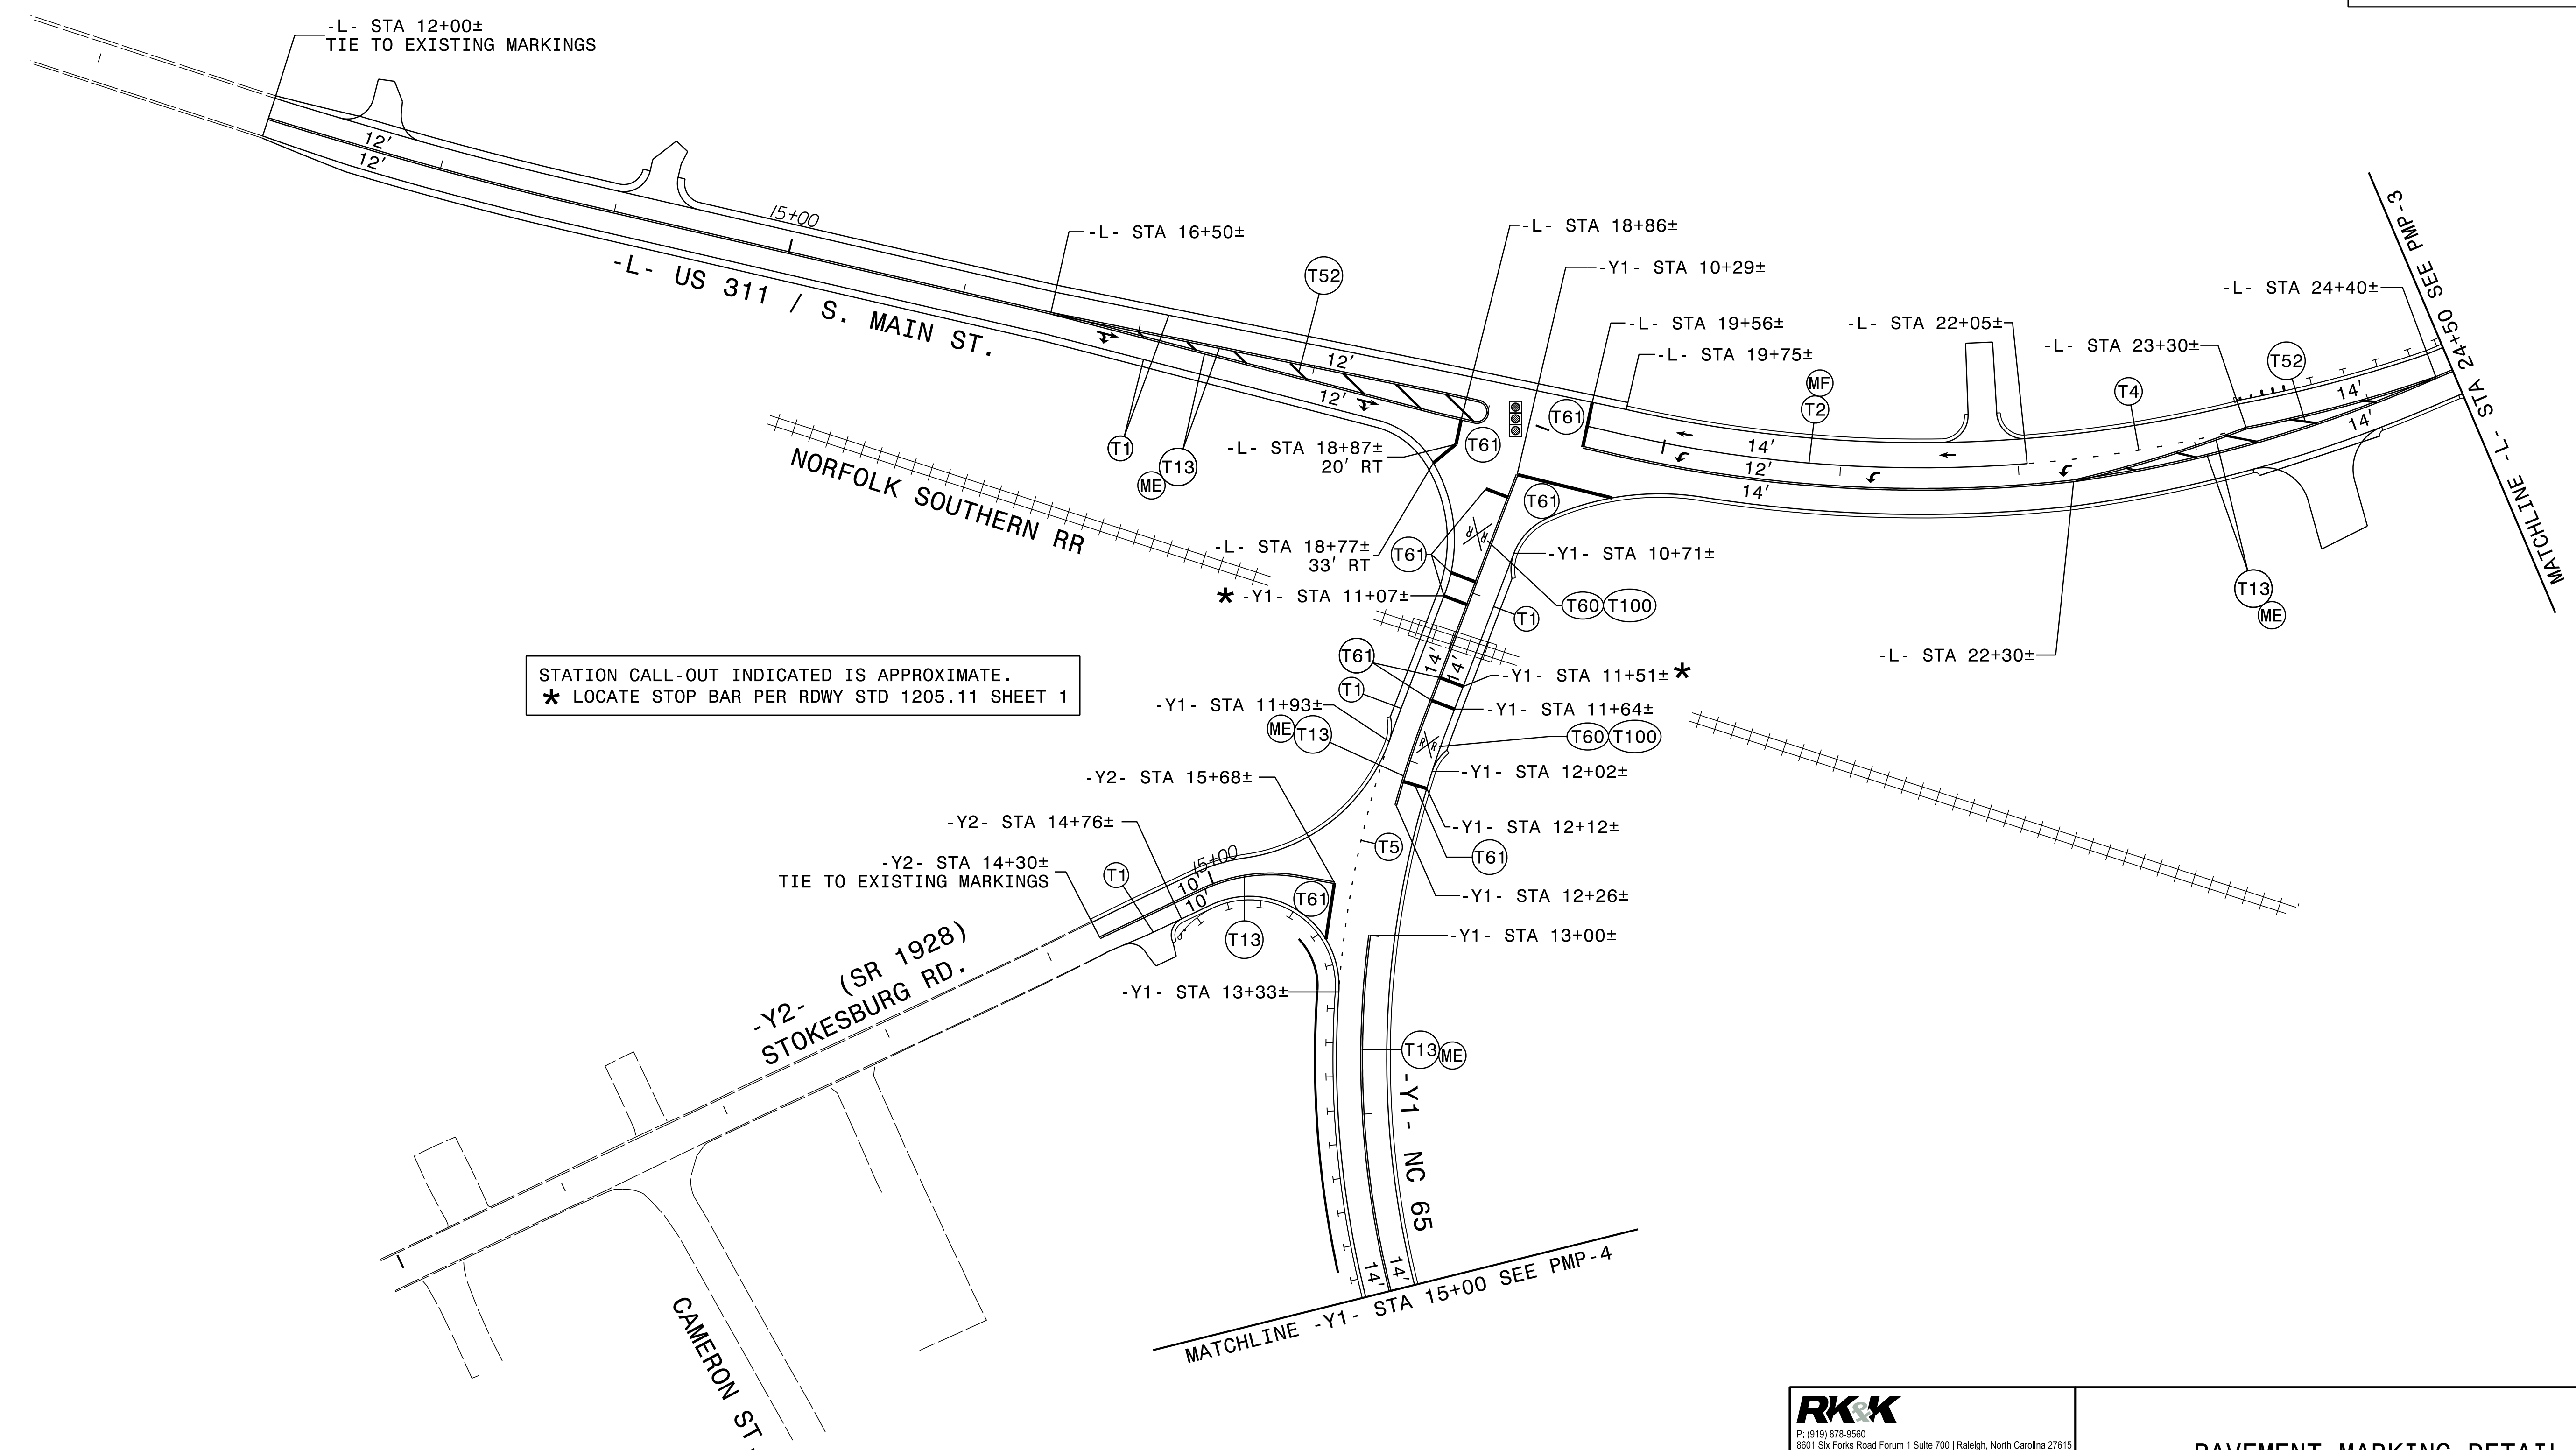 -L- STA 12+00±
TIE TO EXISTING MARKINGS
12'
12'
15+00
-L- US 311 / S. MAIN ST.
-L- STA 16+50±
T52
-L- STA 18+86±
-Y1- STA 10+29±
-L- STA 19+56±
-L- STA 19+75±
-L- STA 22+05±
-L- STA 24+40±
-L- STA 23+30±
T52
MATCHLINE -L- STA 24+50 SEE PMP-3
12'
12'
MF
T2
T4
14'
14'
T61
T61
14'
12'
14'
T1
T13
ME
-L- STA 18+87±
20' RT
NORFOLK SOUTHERN RR
T61
R R
-L- STA 18+77±
33' RT
T61
-Y1- STA 10+71±
* -Y1- STA 11+07±
T60 T100
T1
T13
ME
-L- STA 22+30±
STATION CALL-OUT INDICATED IS APPROXIMATE.
* LOCATE STOP BAR PER RDWY STD 1205.11 SHEET 1
T61
14'
14'
-Y1- STA 11+51± *
T1
-Y1- STA 11+93±
-Y1- STA 11+64±
ME T13
R R
T60 T100
-Y1- STA 12+02±
-Y2- STA 15+68±
-Y2- STA 14+76±
-Y1- STA 12+12±
T5
T61
-Y2- STA 14+30±
TIE TO EXISTING MARKINGS
T1
15+00
10'
10'
T61
-Y1- STA 12+26±
T13
-Y1- STA 13+00±
-Y1- STA 13+33±
-Y2- (SR 1928)
STOKESBURG RD.
T13 ME
-Y1- NC 65
14'
14'
MATCHLINE -Y1- STA 15+00 SEE PMP-4
CAMERON ST.
RK&K
P: (919) 878-9560
8601 Six Forks Road Forum 1 Suite 700 | Raleigh, North Carolina 27615
PAVEMENT MARKING DETAIL